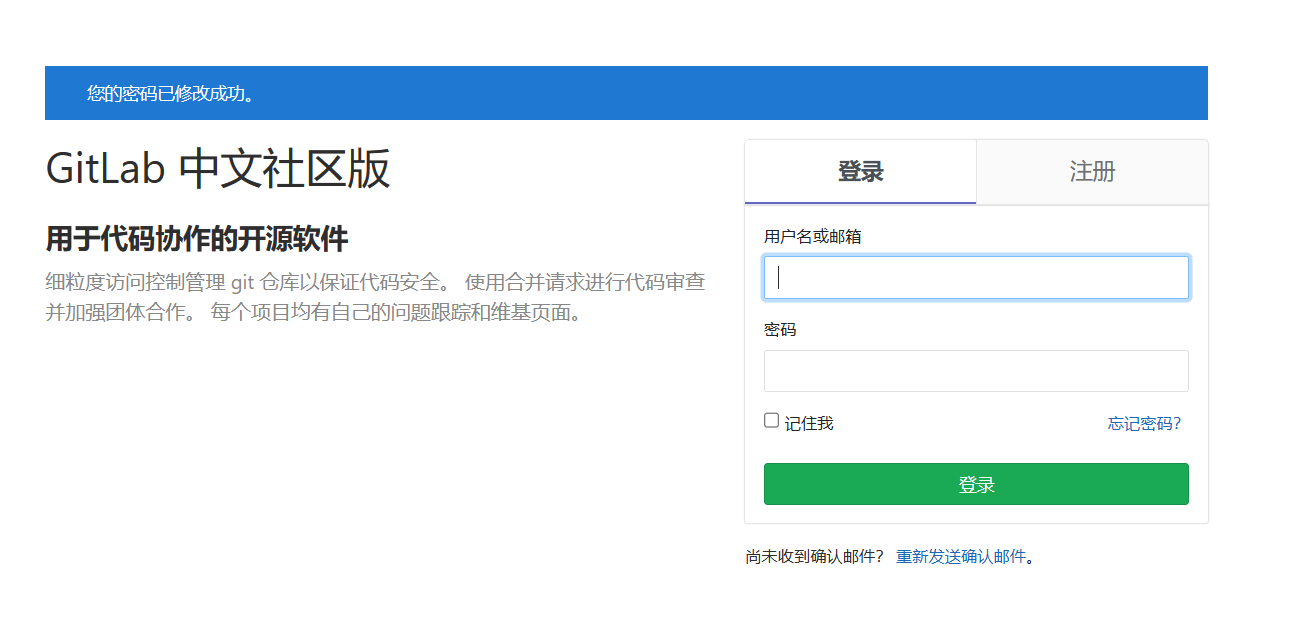 您的密码已修改成功。
GitLab 中文社区版
用于代码协作的开源软件
细粒度访问控制管理 git 仓库以保证代码安全。 使用合并请求进行代码审查
并加强团体合作。 每个项目均有自己的问题跟踪和维基页面。
登录
注册
用户名或邮箱
密码
记住我
忘记密码?
登录
尚未收到确认邮件? 重新发送确认邮件。